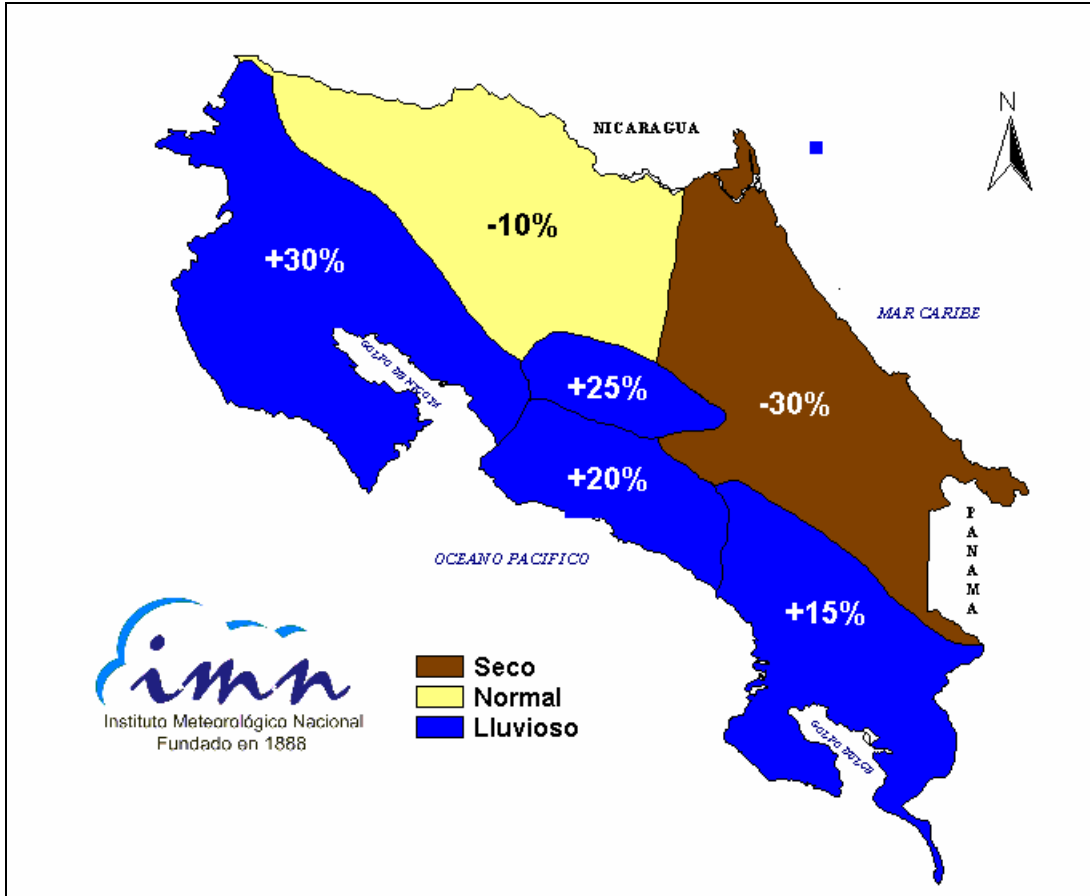 N
NICARAGUA
-10%
+30%
MAR CARIBE
GOLFO DE NICOYA
+25%
-30%
+20%
PANAMA
OCEANO PACIFICO
+15%
imn
Instituto Meteorológico Nacional
Fundado en 1888
Seco
Normal
Lluvioso
GOLFO DULCE